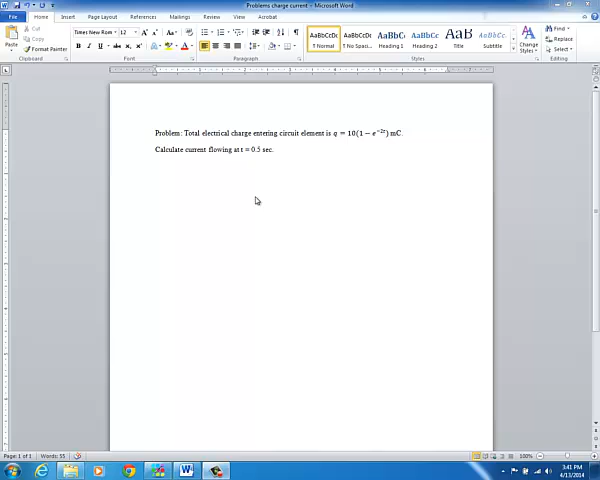 Problems charge current - Microsoft Word
File Home Insert Page Layout References Mailings Review View Acrobat
Paste
Cut
Copy
Format Painter
Clipboard
Times New Rom 12
Font
Paragraph
AaBbCcDc AaBbCcDc AaBbC AaBbCc AaB AaBbCc.
¶ Normal ¶ No Spaci... Heading 1 Heading 2 Title Subtitle
Styles
Change Styles
Find
Replace
Select
Editing
Problem: Total electrical charge entering circuit element is q = 10(1 − e⁻²ᵗ) mC.
Calculate current flowing at t = 0.5 sec.
Page: 1 of 1 Words: 55
100%
3:41 PM
4/13/2014